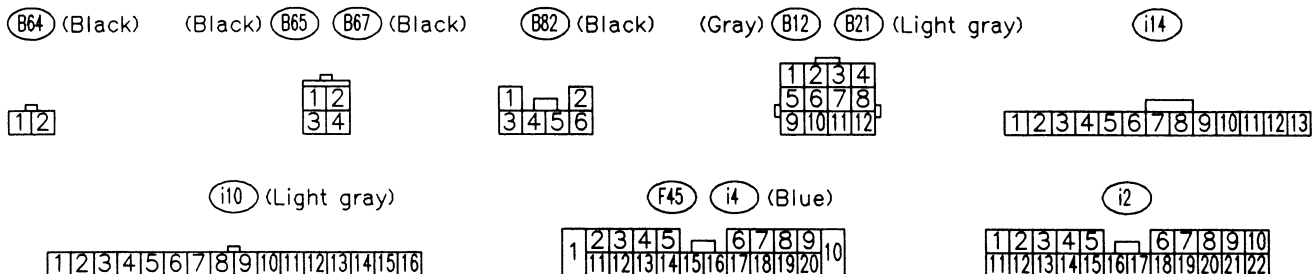 B64 (Black) (Black) B65 B67 (Black) B82 (Black) (Gray) B12 B21 (Light gray) i14
1 2 3 4
1 2 1 2 5 6 7 8
1 2 3 4 3 4 5 6 9 10 11 12 1 2 3 4 5 6 7 8 9 10 11 12 13
i10 (Light gray) F45 i4 (Blue) i2
1 2 3 4 5 6 7 8 9 10 1 2 3 4 5 6 7 8 9 10
1 2 3 4 5 6 7 8 9 10 11 12 13 14 15 16 11 12 13 14 15 16 17 18 19 20 11 12 13 14 15 16 17 18 19 20 21 22